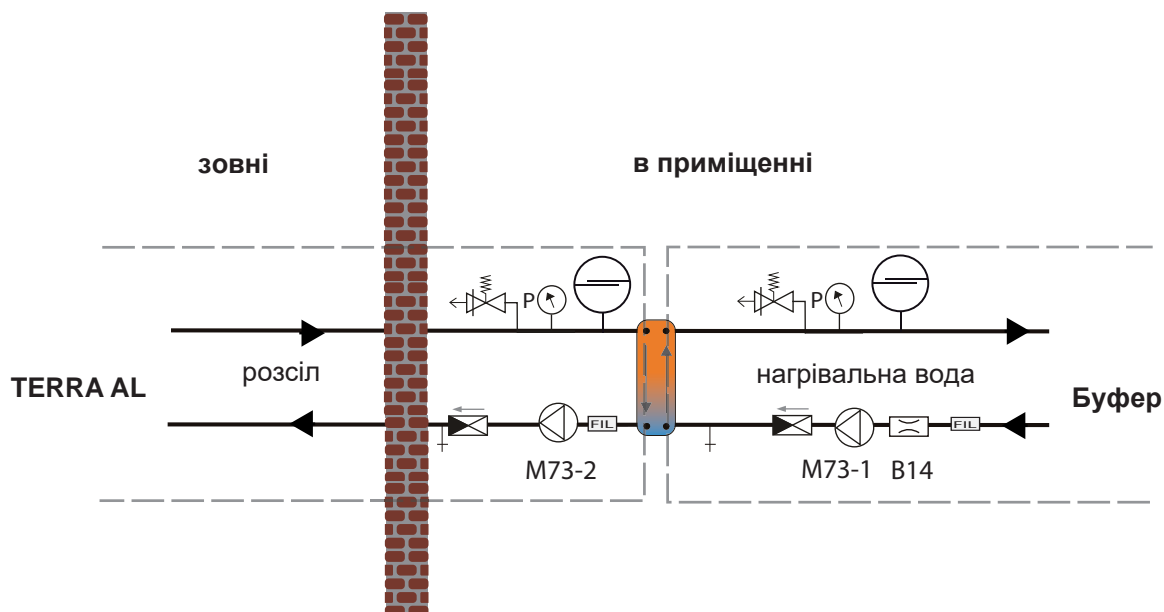 зовні
в приміщенні
P
P
розсіл
нагрівальна вода
TERRA AL
Буфер
FIL
FIL
M73-2
M73-1
B14